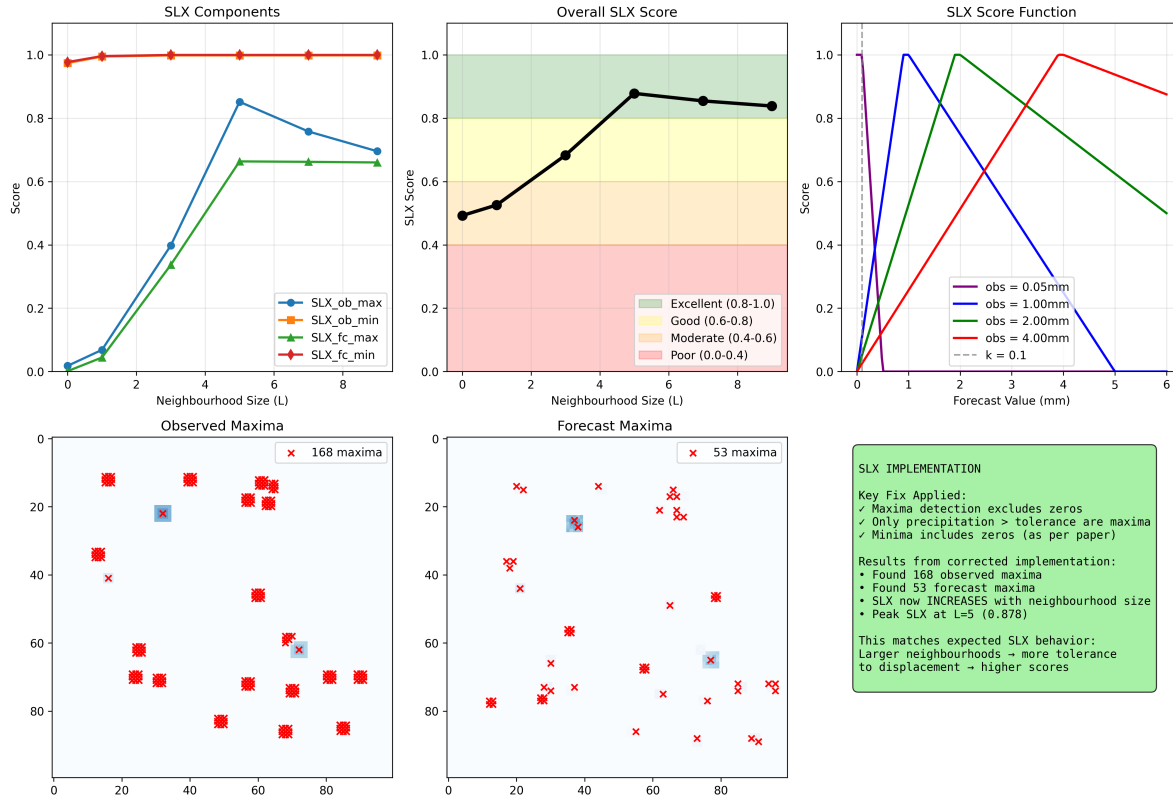 SLX Components
Score
1.0
0.8
0.6
0.4
0.2
0.0
0
2
4
6
8
Neighbourhood Size (L)
SLX_ob_max
SLX_ob_min
SLX_fc_max
SLX_fc_min
Overall SLX Score
SLX Score
1.0
0.8
0.6
0.4
0.2
0.0
0
2
4
6
8
Neighbourhood Size (L)
Excellent (0.8-1.0)
Good (0.6-0.8)
Moderate (0.4-0.6)
Poor (0.0-0.4)
SLX Score Function
Score
1.0
0.8
0.6
0.4
0.2
0.0
0
1
2
3
4
5
6
Forecast Value (mm)
obs = 0.05mm
obs = 1.00mm
obs = 2.00mm
obs = 4.00mm
k = 0.1
Observed Maxima
168 maxima
0
20
40
60
80
0
20
40
60
80
Forecast Maxima
53 maxima
0
20
40
60
80
0
20
40
60
80
SLX IMPLEMENTATION
Key Fix Applied:
✓ Maxima detection excludes zeros
✓ Only precipitation > tolerance are maxima
✓ Minima includes zeros (as per paper)
Results from corrected implementation:
• Found 168 observed maxima
• Found 53 forecast maxima
• SLX now INCREASES with neighbourhood size
• Peak SLX at L=5 (0.878)
This matches expected SLX behavior:
Larger neighbourhoods → more tolerance
to displacement → higher scores